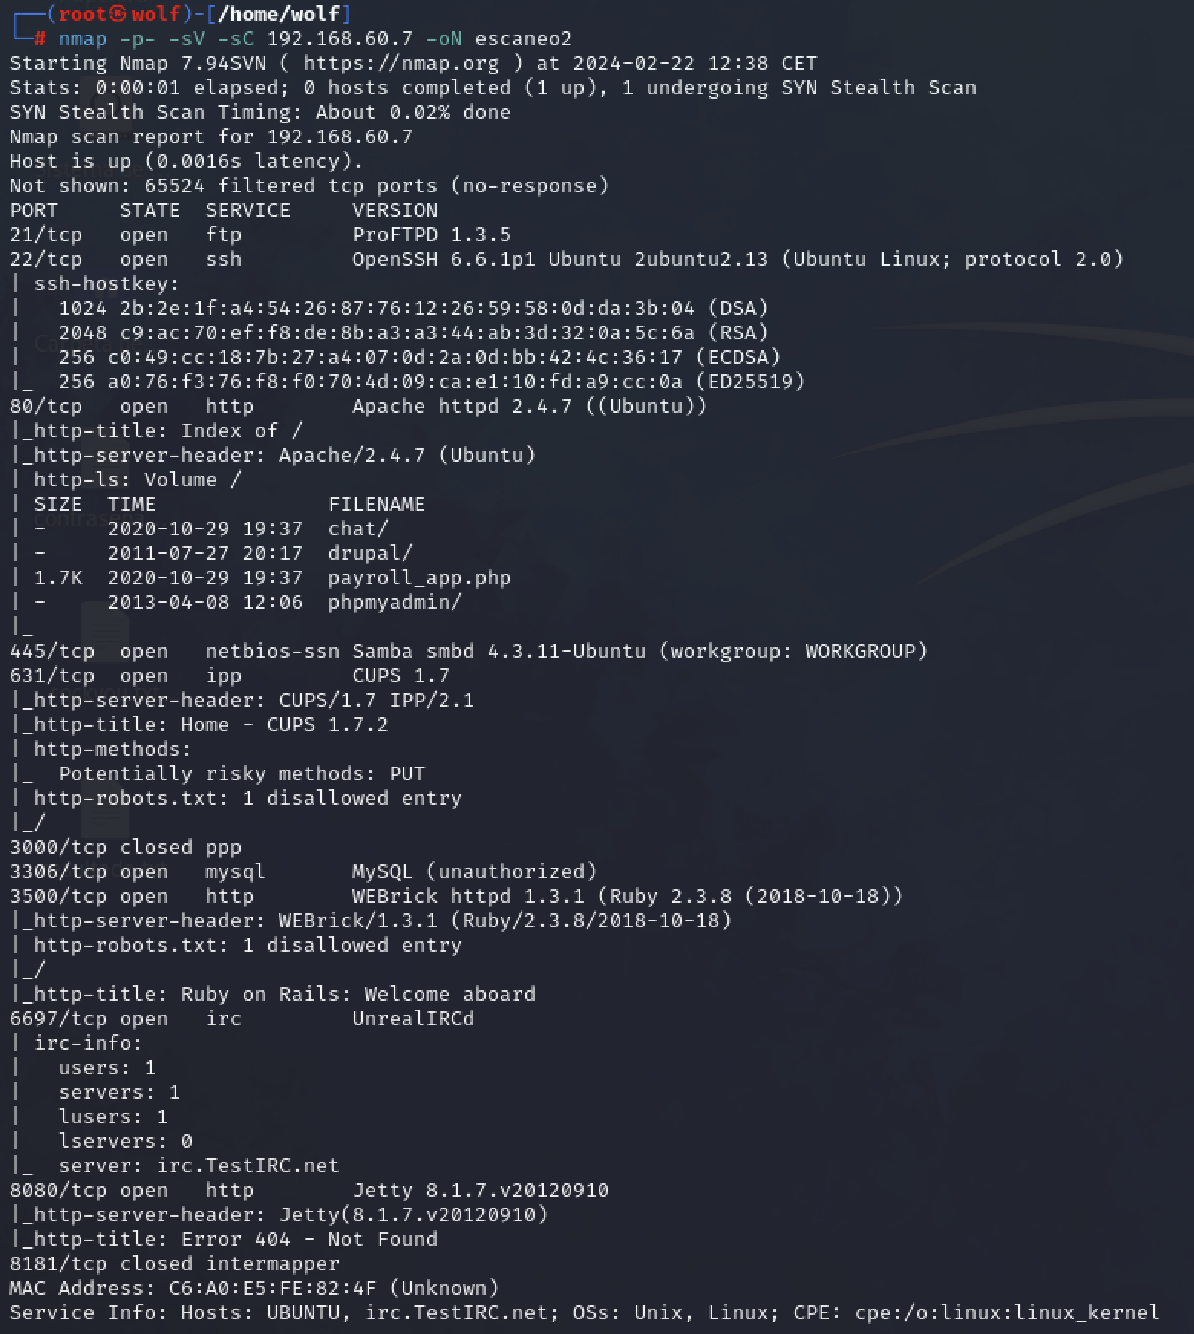 ┌──(root㉿wolf)-[/home/wolf]
└─# nmap -p- -sV -sC 192.168.60.7 -oN escaneo2
Starting Nmap 7.94SVN ( https://nmap.org ) at 2024-02-22 12:38 CET
Stats: 0:00:01 elapsed; 0 hosts completed (1 up), 1 undergoing SYN Stealth Scan
SYN Stealth Scan Timing: About 0.02% done
Nmap scan report for 192.168.60.7
Host is up (0.0016s latency).
Not shown: 65524 filtered tcp ports (no-response)
PORT     STATE  SERVICE     VERSION
21/tcp   open   ftp         ProFTPD 1.3.5
22/tcp   open   ssh         OpenSSH 6.6.1p1 Ubuntu 2ubuntu2.13 (Ubuntu Linux; protocol 2.0)
| ssh-hostkey:
|   1024 2b:2e:1f:a4:54:26:87:76:12:26:59:58:0d:da:3b:04 (DSA)
|   2048 c9:ac:70:ef:f8:de:8b:a3:a3:44:ab:3d:32:0a:5c:6a (RSA)
|   256 c0:49:cc:18:7b:27:a4:07:0d:2a:0d:bb:42:4c:36:17 (ECDSA)
|_  256 a0:76:f3:76:f8:f0:70:4d:09:ca:e1:10:fd:a9:cc:0a (ED25519)
80/tcp   open   http        Apache httpd 2.4.7 ((Ubuntu))
|_http-title: Index of /
|_http-server-header: Apache/2.4.7 (Ubuntu)
| http-ls: Volume /
| SIZE  TIME              FILENAME
| -     2020-10-29 19:37  chat/
| -     2011-07-27 20:17  drupal/
| 1.7K  2020-10-29 19:37  payroll_app.php
| -     2013-04-08 12:06  phpmyadmin/
|_
445/tcp  open   netbios-ssn Samba smbd 4.3.11-Ubuntu (workgroup: WORKGROUP)
631/tcp  open   ipp         CUPS 1.7
|_http-server-header: CUPS/1.7 IPP/2.1
|_http-title: Home - CUPS 1.7.2
| http-methods:
|_  Potentially risky methods: PUT
| http-robots.txt: 1 disallowed entry
|_/
3000/tcp closed ppp
3306/tcp open   mysql       MySQL (unauthorized)
3500/tcp open   http        WEBrick httpd 1.3.1 (Ruby 2.3.8 (2018-10-18))
|_http-server-header: WEBrick/1.3.1 (Ruby/2.3.8/2018-10-18)
| http-robots.txt: 1 disallowed entry
|_/
|_http-title: Ruby on Rails: Welcome aboard
6697/tcp open   irc         UnrealIRCd
| irc-info:
|   users: 1
|   servers: 1
|   lusers: 1
|   lservers: 0
|_  server: irc.TestIRC.net
8080/tcp open   http        Jetty 8.1.7.v20120910
|_http-server-header: Jetty(8.1.7.v20120910)
|_http-title: Error 404 - Not Found
8181/tcp closed intermapper
MAC Address: C6:A0:E5:FE:82:4F (Unknown)
Service Info: Hosts: UBUNTU, irc.TestIRC.net; OSs: Unix, Linux; CPE: cpe:/o:linux:linux_kernel